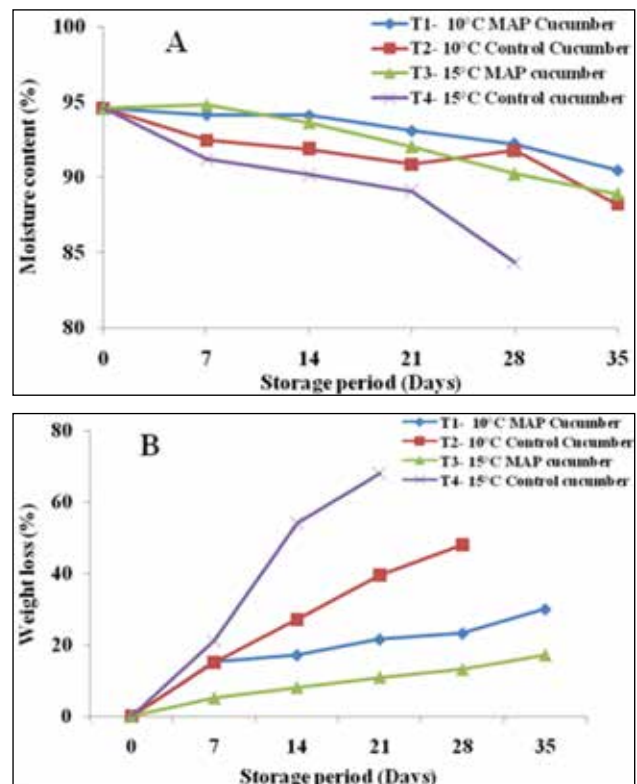 A
T1- 10°C MAP Cucumber
T2- 10°C Control Cucumber
T3- 15°C MAP cucumber
T4- 15°C Control cucumber
Moisture content (%)
100
95
90
85
80
0 7 14 21 28 35
Storage period (Days)
B
T1- 10°C MAP Cucumber
T2- 10°C Control Cucumber
T3- 15°C MAP cucumber
T4- 15°C Control cucumber
Weight loss (%)
80
60
40
20
0
0 7 14 21 28 35
Storage period (Days)